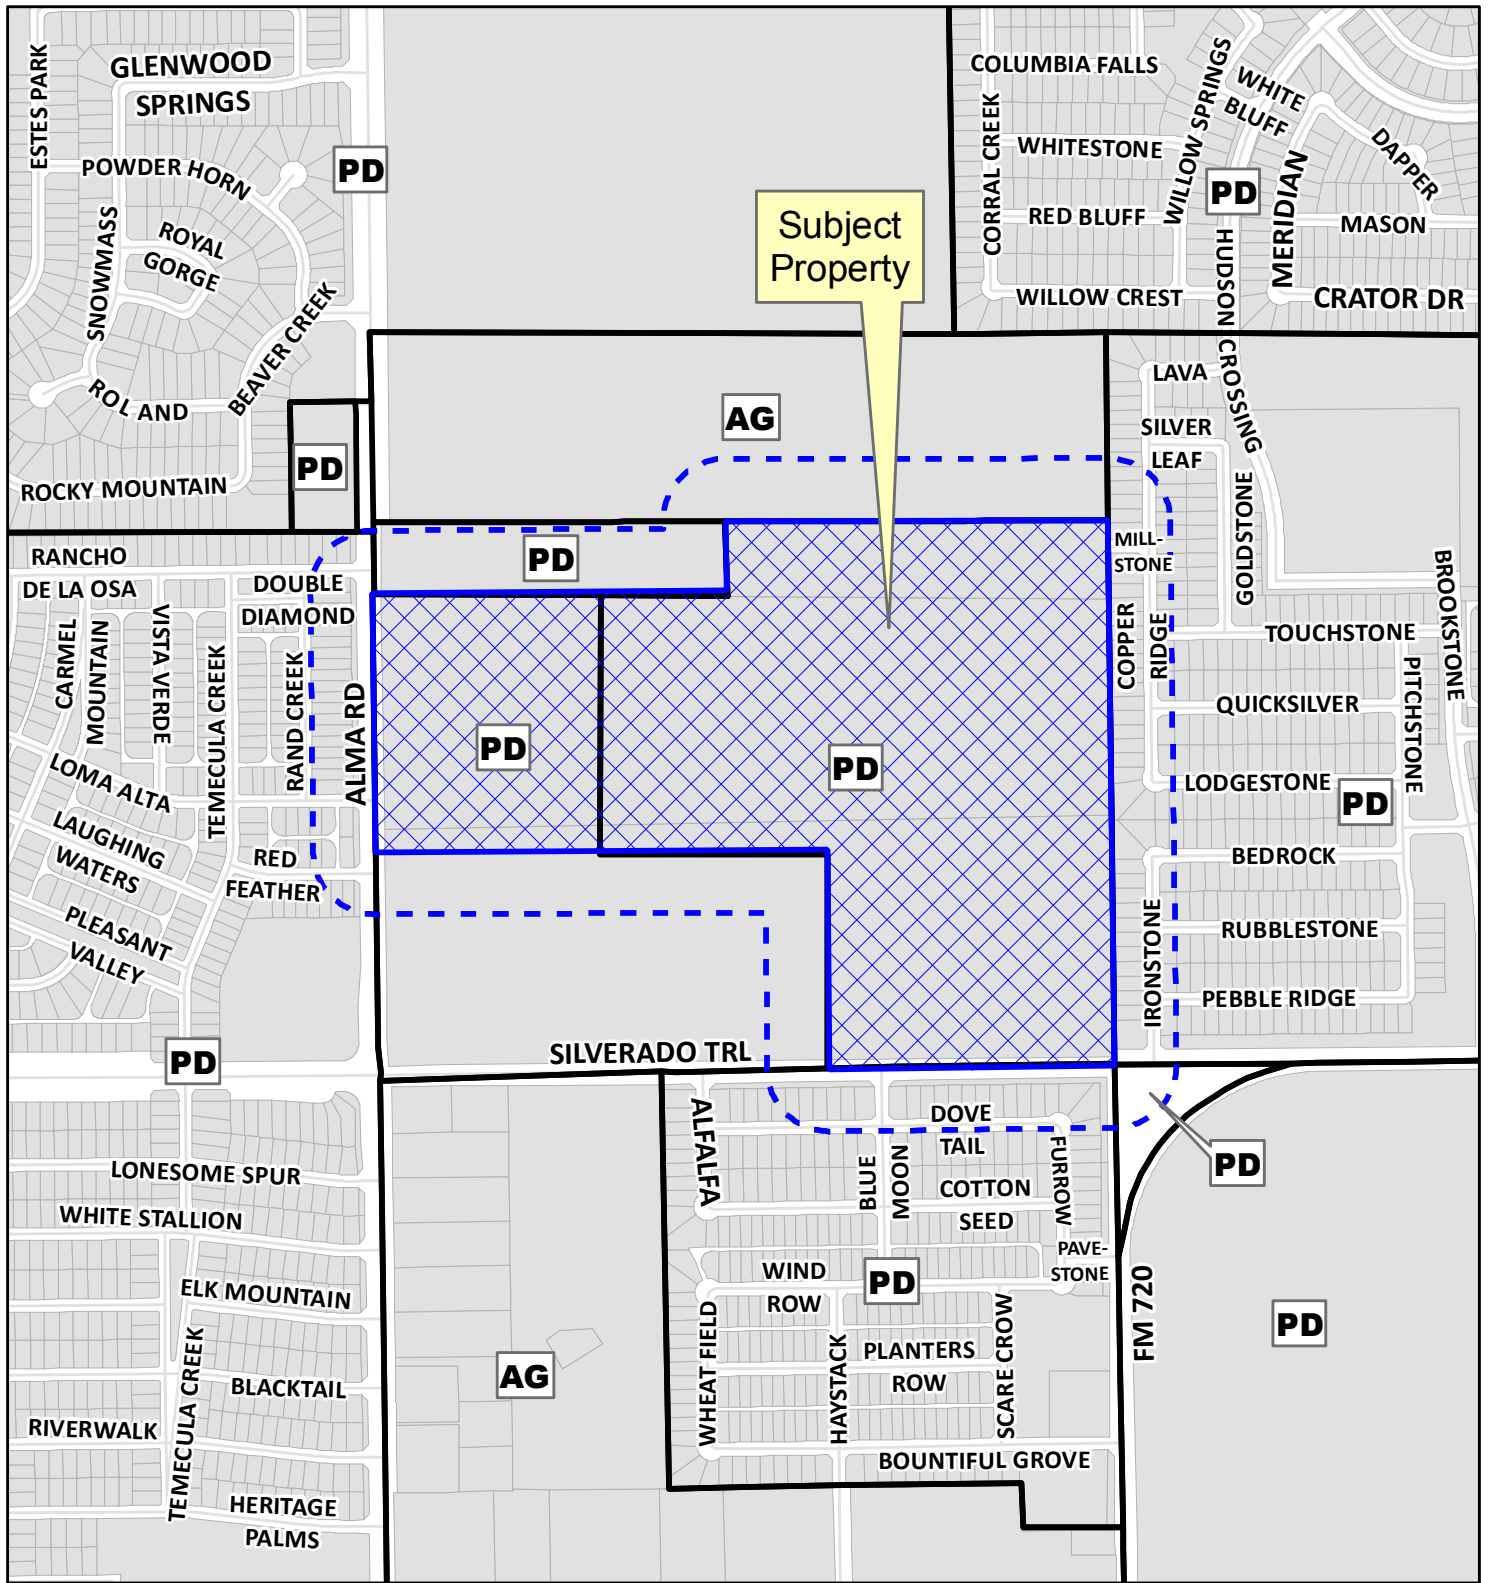 GLENWOOD
SPRINGS
ESTES PARK
POWDER HORN
PD
SNOWMASS
ROYAL
GORGE
BEAVER CREEK
ROLAND
ROCKY MOUNTAIN
PD
COLUMBIA FALLS
CORRAL CREEK
WHITESTONE
WILLOW SPRINGS
WHITE
BLUFF
DAPPER
RED BLUFF
PD
MERIDIAN
MASON
WILLOW CREST
HUDSON CROSSING
CRATOR DR
Subject
Property
AG
LAVA
SILVER
LEAF
GOLDSTONE
MILL-
STONE
BROOKSTONE
COPPER
RIDGE
TOUCHSTONE
PITCHSTONE
QUICKSILVER
LODGESTONE
PD
BEDROCK
RUBBLESTONE
IRONSTONE
PEBBLE RIDGE
RANCHO
DE LA OSA
DOUBLE
DIAMOND
CARMEL
MOUNTAIN
VISTA VERDE
TEMECULA CREEK
RAND CREEK
ALMA RD
PD
PD
PD
LOMA ALTA
LAUGHING
WATERS
RED
FEATHER
PLEASANT
VALLEY
PD
SILVERADO TRL
LONESOME SPUR
WHITE STALLION
ELK MOUNTAIN
TEMECULA CREEK
BLACKTAIL
RIVERWALK
HERITAGE
PALMS
AG
ALFALFA
DOVE
TAIL
BLUE
MOON
COTTON
SEED
FURROW
PAVE-
STONE
WIND
ROW
PD
WHEAT FIELD
HAYSTACK
PLANTERS
ROW
SCARE CROW
BOUNTIFUL GROVE
FM 720
PD
PD